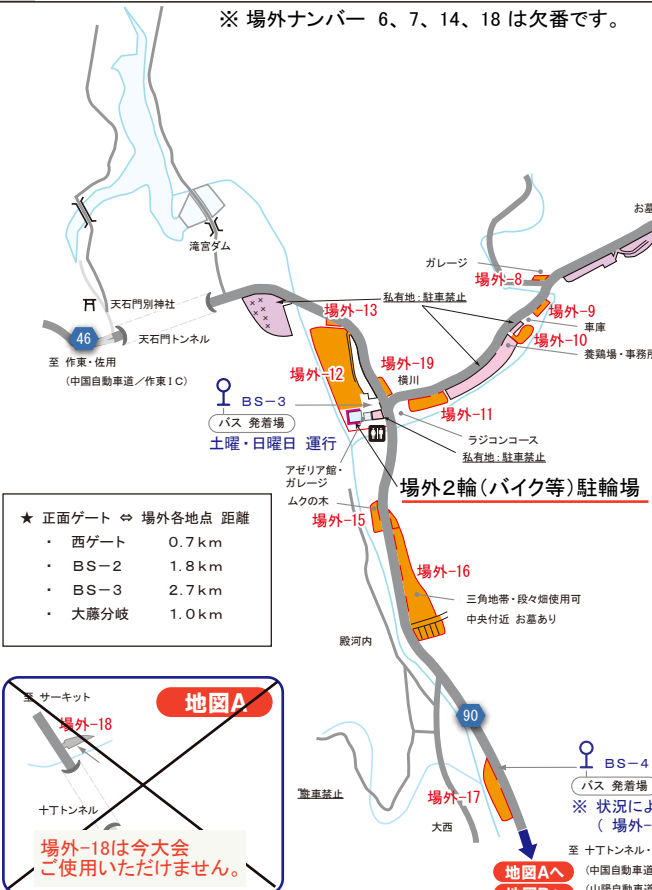 ※ 場外ナンバー 6、7、14、18 は欠番です。
滝宮ダム
お墓
ガレージ
場外-8
天石門別神社
私有地：駐車禁止
場外-13
場外-9
車庫
46
天石門トンネル
場外-10
至 作東・佐用
(中国自動車道／作東IC)
養鶏場・事務所
場外-12
場外-19
横川
BS−3
バス 発着場
土曜・日曜日 運行
場外-11
ラジコンコース
私有地：駐車禁止
アゼリア館・
ガレージ
場外2輪(バイク等)駐輪場
ムクの木
場外-15
★ 正面ゲート ⇔ 場外各地点 距離
・ 西ゲート 0.7km
・ BS−2 1.8km
・ BS−3 2.7km
・ 大藤分岐 1.0km
場外-16
三角地帯・段々畑使用可
中央付近 お墓あり
殿河内
至 サーキット
地図A
場外-18
十丁トンネル
場外-18は今大会
ご使用いただけません。
90
BS−4
バス 発着場
※ 状況によ
( 場外-
駐車禁止
場外-17
大西
至 十丁トンネル・
地図Aへ
(中国自動車道
(山陽自動車道